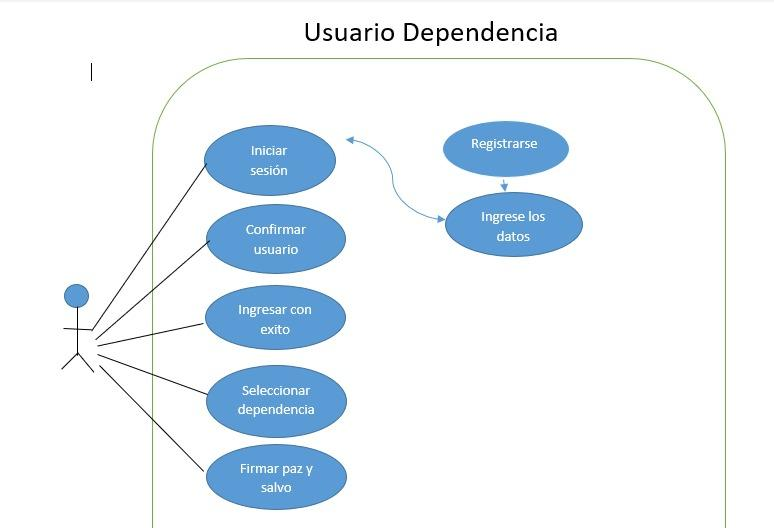 Usuario Dependencia
Iniciar
sesión
Registrarse
Ingrese los
datos
Confirmar
usuario
Ingresar con
exito
Seleccionar
dependencia
Firmar paz y
salvo